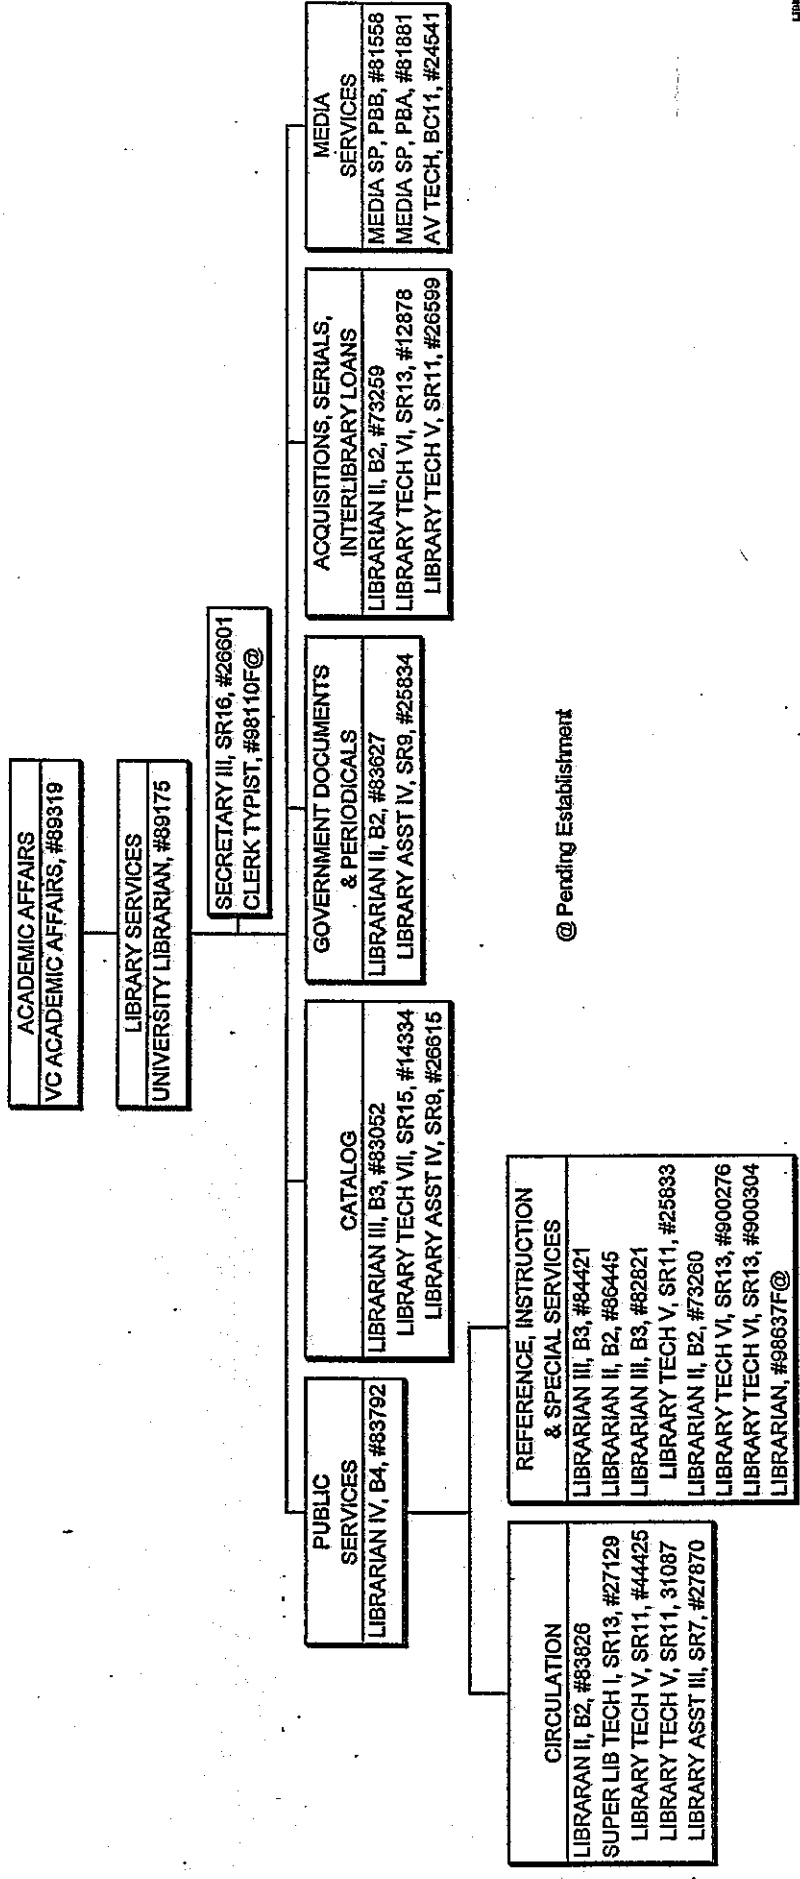 ACADEMIC AFFAIRS
VC ACADEMIC AFFAIRS, #89319
LIBRARY SERVICES
UNIVERSITY LIBRARIAN, #89175
SECRETARY III, SR16, #26601
CLERK TYPIST, #98110F@
PUBLIC
SERVICES
LIBRARIAN IV, B4, #83792
CATALOG
LIBRARIAN III, B3, #83052
LIBRARY TECH VII, SR15, #14334
LIBRARY ASST IV, SR9, #26615
GOVERNMENT DOCUMENTS
& PERIODICALS
LIBRARIAN II, B2, #83627
LIBRARY ASST IV, SR9, #25834
ACQUISITIONS, SERIALS,
INTERLIBRARY LOANS
LIBRARIAN II, B2, #73259
LIBRARY TECH VI, SR13, #12878
LIBRARY TECH V, SR11, #26599
MEDIA
SERVICES
MEDIA SP, PBB, #81558
MEDIA SP, PBA, #81881
AV TECH, BC11, #24541
CIRCULATION
LIBRARAN II, B2, #83826
SUPER LIB TECH I, SR13, #27129
LIBRARY TECH V, SR11, #44425
LIBRARY TECH V, SR11, 31087
LIBRARY ASST III, SR7, #27870
REFERENCE, INSTRUCTION
& SPECIAL SERVICES
LIBRARIAN III, B3, #84421
LIBRARIAN II, B2, #86445
LIBRARIAN III, B3, #82821
LIBRARY TECH V, SR11, #25833
LIBRARIAN II, B2, #73260
LIBRARY TECH VI, SR13, #900276
LIBRARY TECH VI, SR13, #900304
LIBRARIAN, #98637F@
@ Pending Establishment